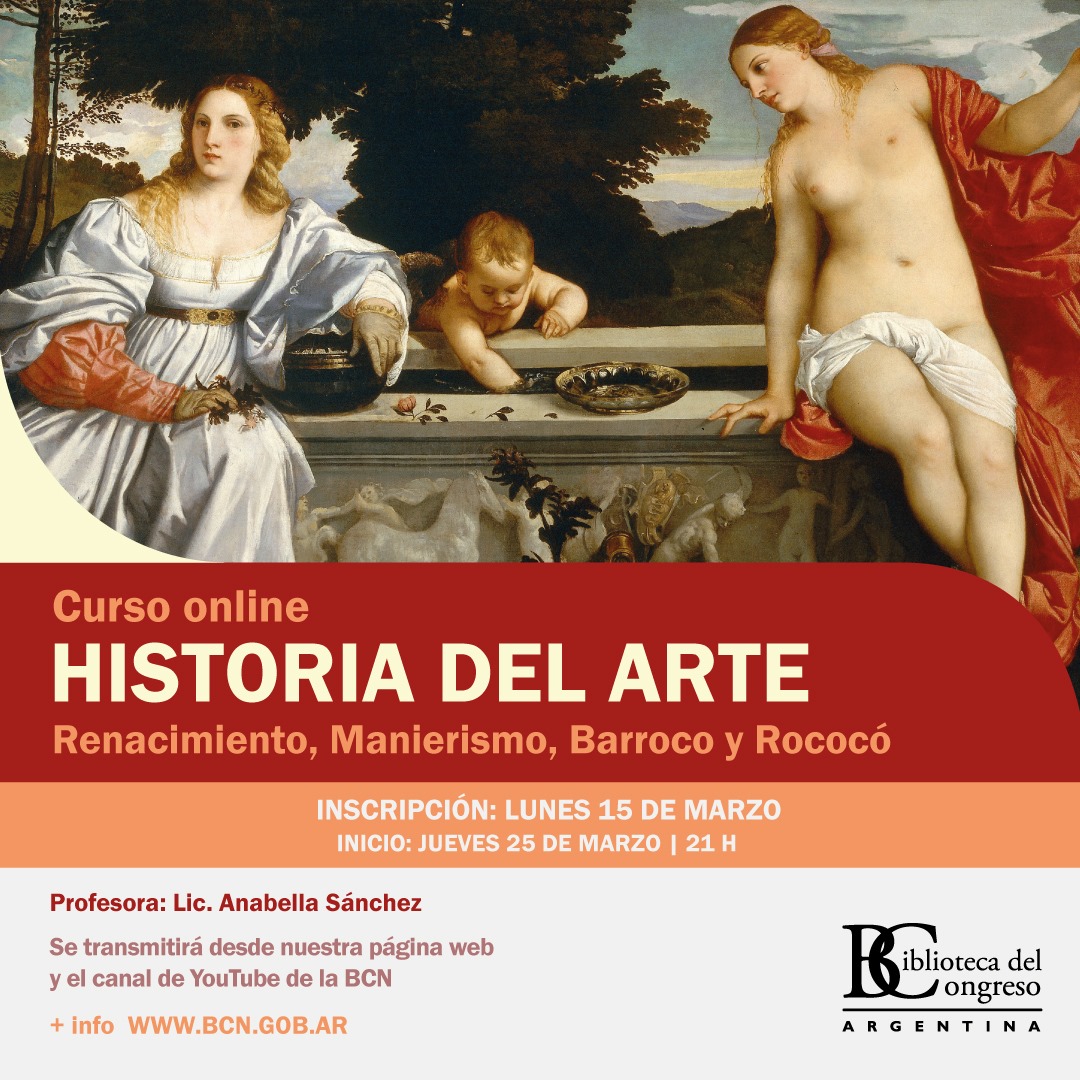 Curso online
HISTORIA DEL ARTE
Renacimiento, Manierismo, Barroco y Rococó
INSCRIPCIÓN: LUNES 15 DE MARZO
INICIO: JUEVES 25 DE MARZO | 21 H
Profesora: Lic. Anabella Sánchez
Se transmitirá desde nuestra página web
y el canal de YouTube de la BCN
+ info WWW.BCN.GOB.AR
Biblioteca del
Congreso
ARGENTINA